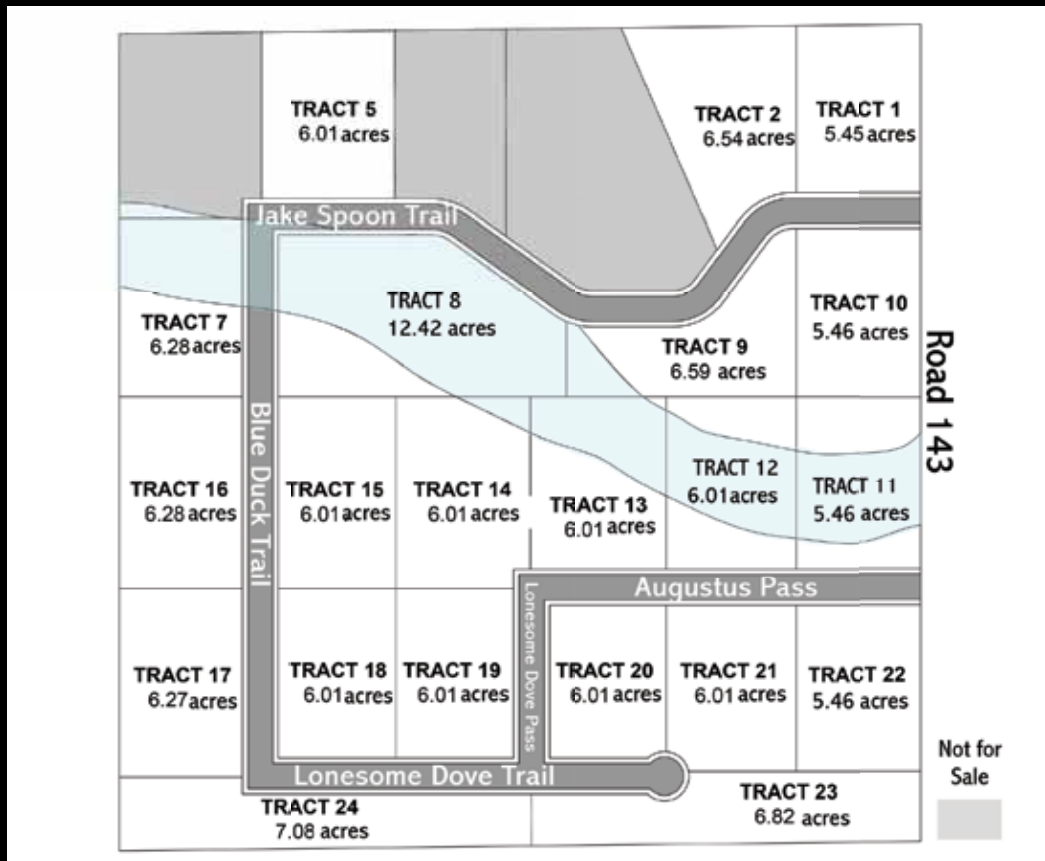 TRACT 5
6.01 acres
TRACT 2
6.54 acres
TRACT 1
5.45 acres
Jake Spoon Trail
TRACT 8
12.42 acres
TRACT 7
6.28 acres
TRACT 9
6.59 acres
TRACT 10
5.46 acres
Road 143
Blue Duck Trail
TRACT 16
6.28 acres
TRACT 15
6.01 acres
TRACT 14
6.01 acres
TRACT 13
6.01 acres
TRACT 12
6.01 acres
TRACT 11
5.46 acres
Augustus Pass
Lonesome Dove Pass
TRACT 17
6.27 acres
TRACT 18
6.01 acres
TRACT 19
6.01 acres
TRACT 20
6.01 acres
TRACT 21
6.01 acres
TRACT 22
5.46 acres
Lonesome Dove Trail
TRACT 24
7.08 acres
TRACT 23
6.82 acres
Not for
Sale